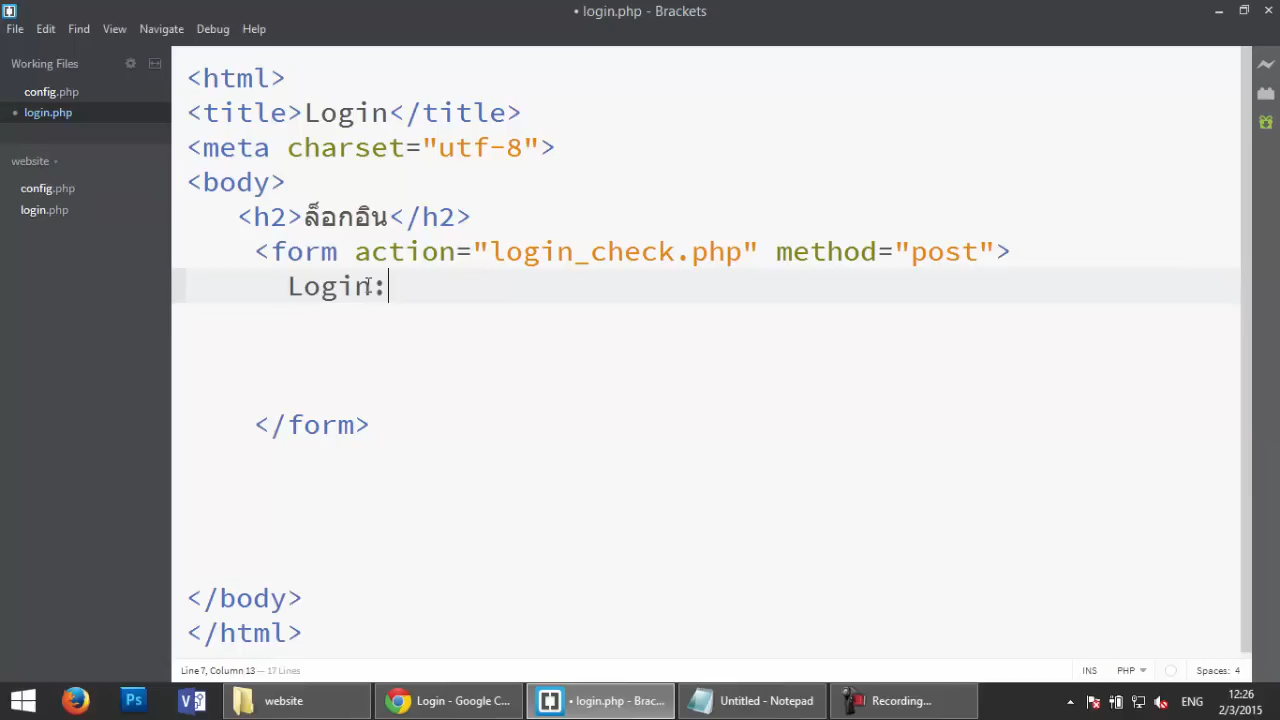 • login.php - Brackets
File Edit Find View Navigate Debug Help
Working Files
config.php
• login.php
website
config.php
login.php
<html>
<title>Login</title>
<meta charset="utf-8">
<body>
<h2>ล็อกอิน</h2>
<form action="login_check.php" method="post">
Login:
</form>
</body>
</html>
Line 7, Column 13 — 17 Lines
INS PHP Spaces: 4
website
Login - Google C...
• login.php - Brac...
Untitled - Notepad
Recording...
ENG
12:26
2/3/2015